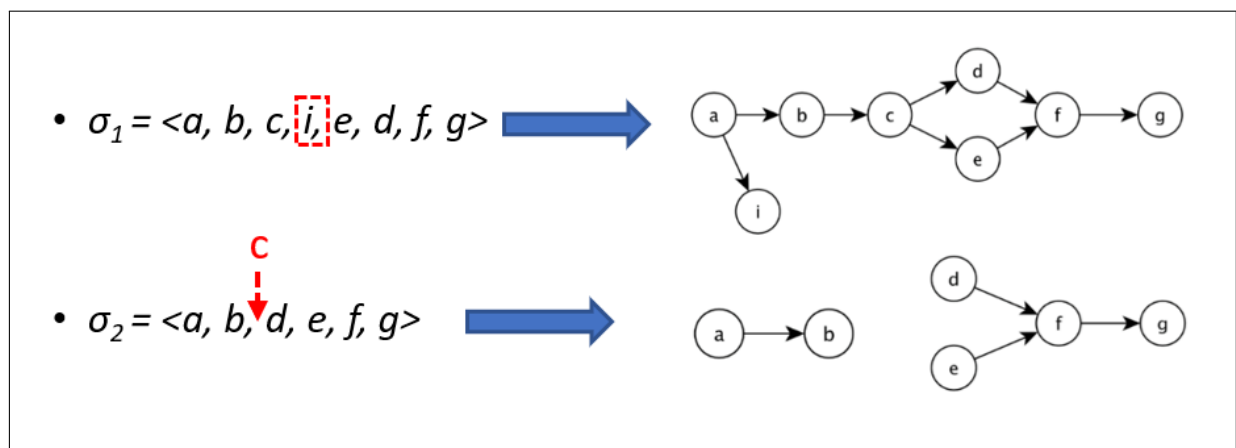 • σ1 = <a, b, c, i, e, d, f, g>
a
b
c
d
e
f
g
i
c
• σ2 = <a, b, d, e, f, g>
a
b
d
e
f
g